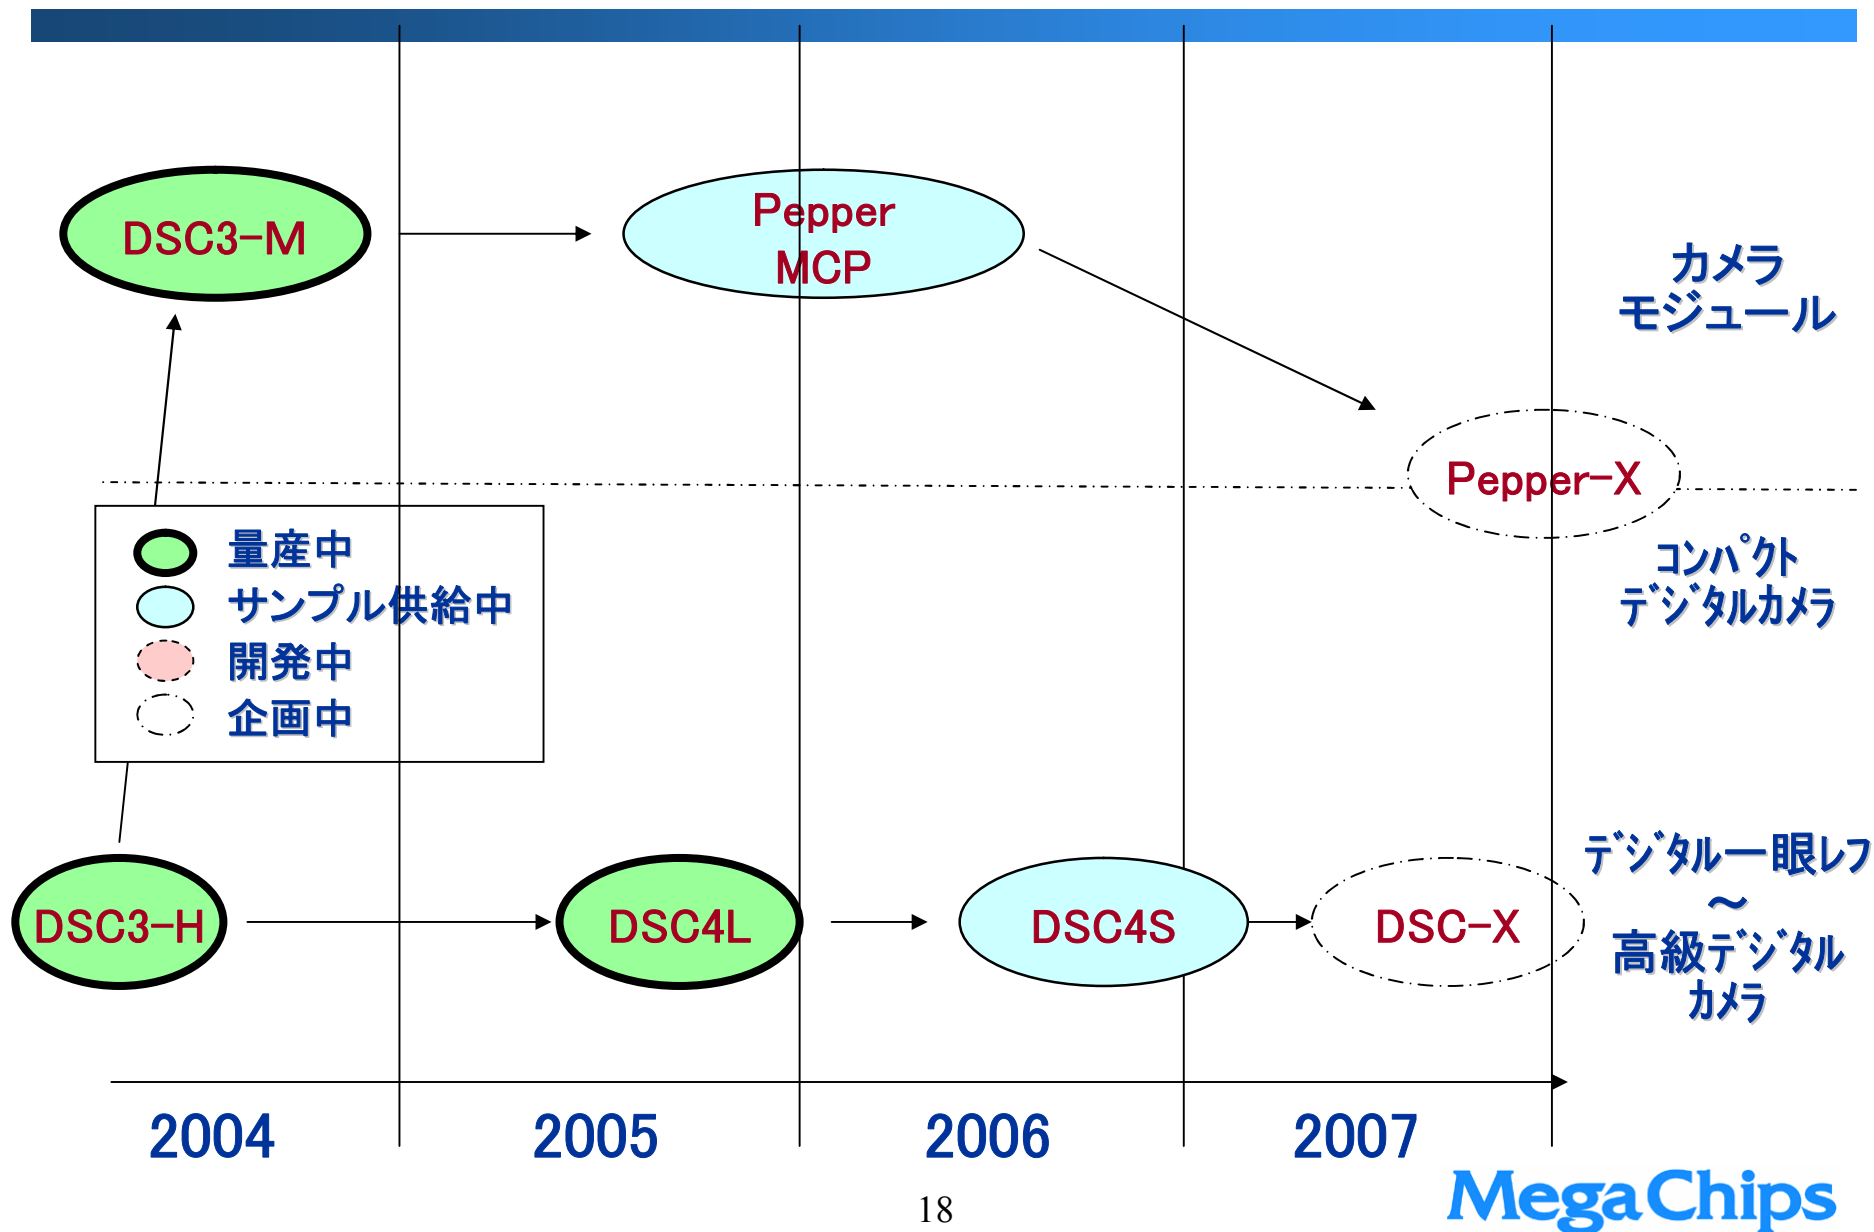 DSC3-M
Pepper
MCP
カメラ
モジュール
Pepper-X
量産中
サンプル供給中
開発中
企画中
コンパクト
デジタルカメラ
DSC3-H
DSC4L
DSC4S
DSC-X
デジタル一眼レフ
～
高級デジタル
カメラ
2004
2005
2006
2007
18
MegaChips